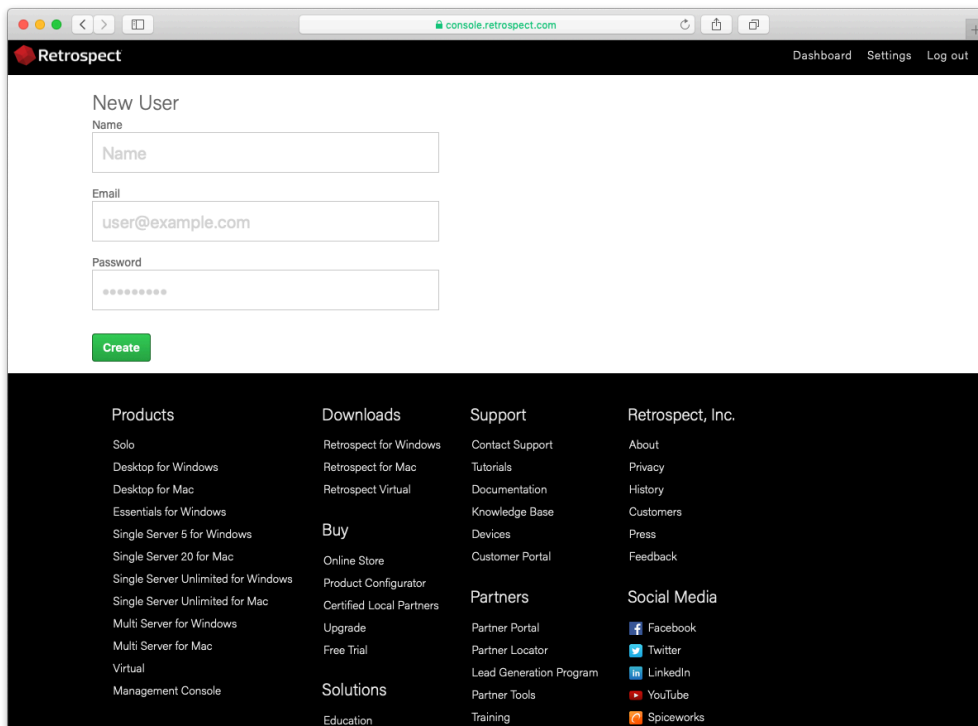 console.retrospect.com
Retrospect
Dashboard Settings Log out
New User
Name
Name
Email
user@example.com
Password
Create
Products
Solo
Desktop for Windows
Desktop for Mac
Essentials for Windows
Single Server 5 for Windows
Single Server 20 for Mac
Single Server Unlimited for Windows
Single Server Unlimited for Mac
Multi Server for Windows
Multi Server for Mac
Virtual
Management Console
Downloads
Retrospect for Windows
Retrospect for Mac
Retrospect Virtual
Buy
Online Store
Product Configurator
Certified Local Partners
Upgrade
Free Trial
Solutions
Education
Support
Contact Support
Tutorials
Documentation
Knowledge Base
Devices
Customer Portal
Partners
Partner Portal
Partner Locator
Lead Generation Program
Partner Tools
Training
Retrospect, Inc.
About
Privacy
History
Customers
Press
Feedback
Social Media
Facebook
Twitter
LinkedIn
YouTube
Spiceworks